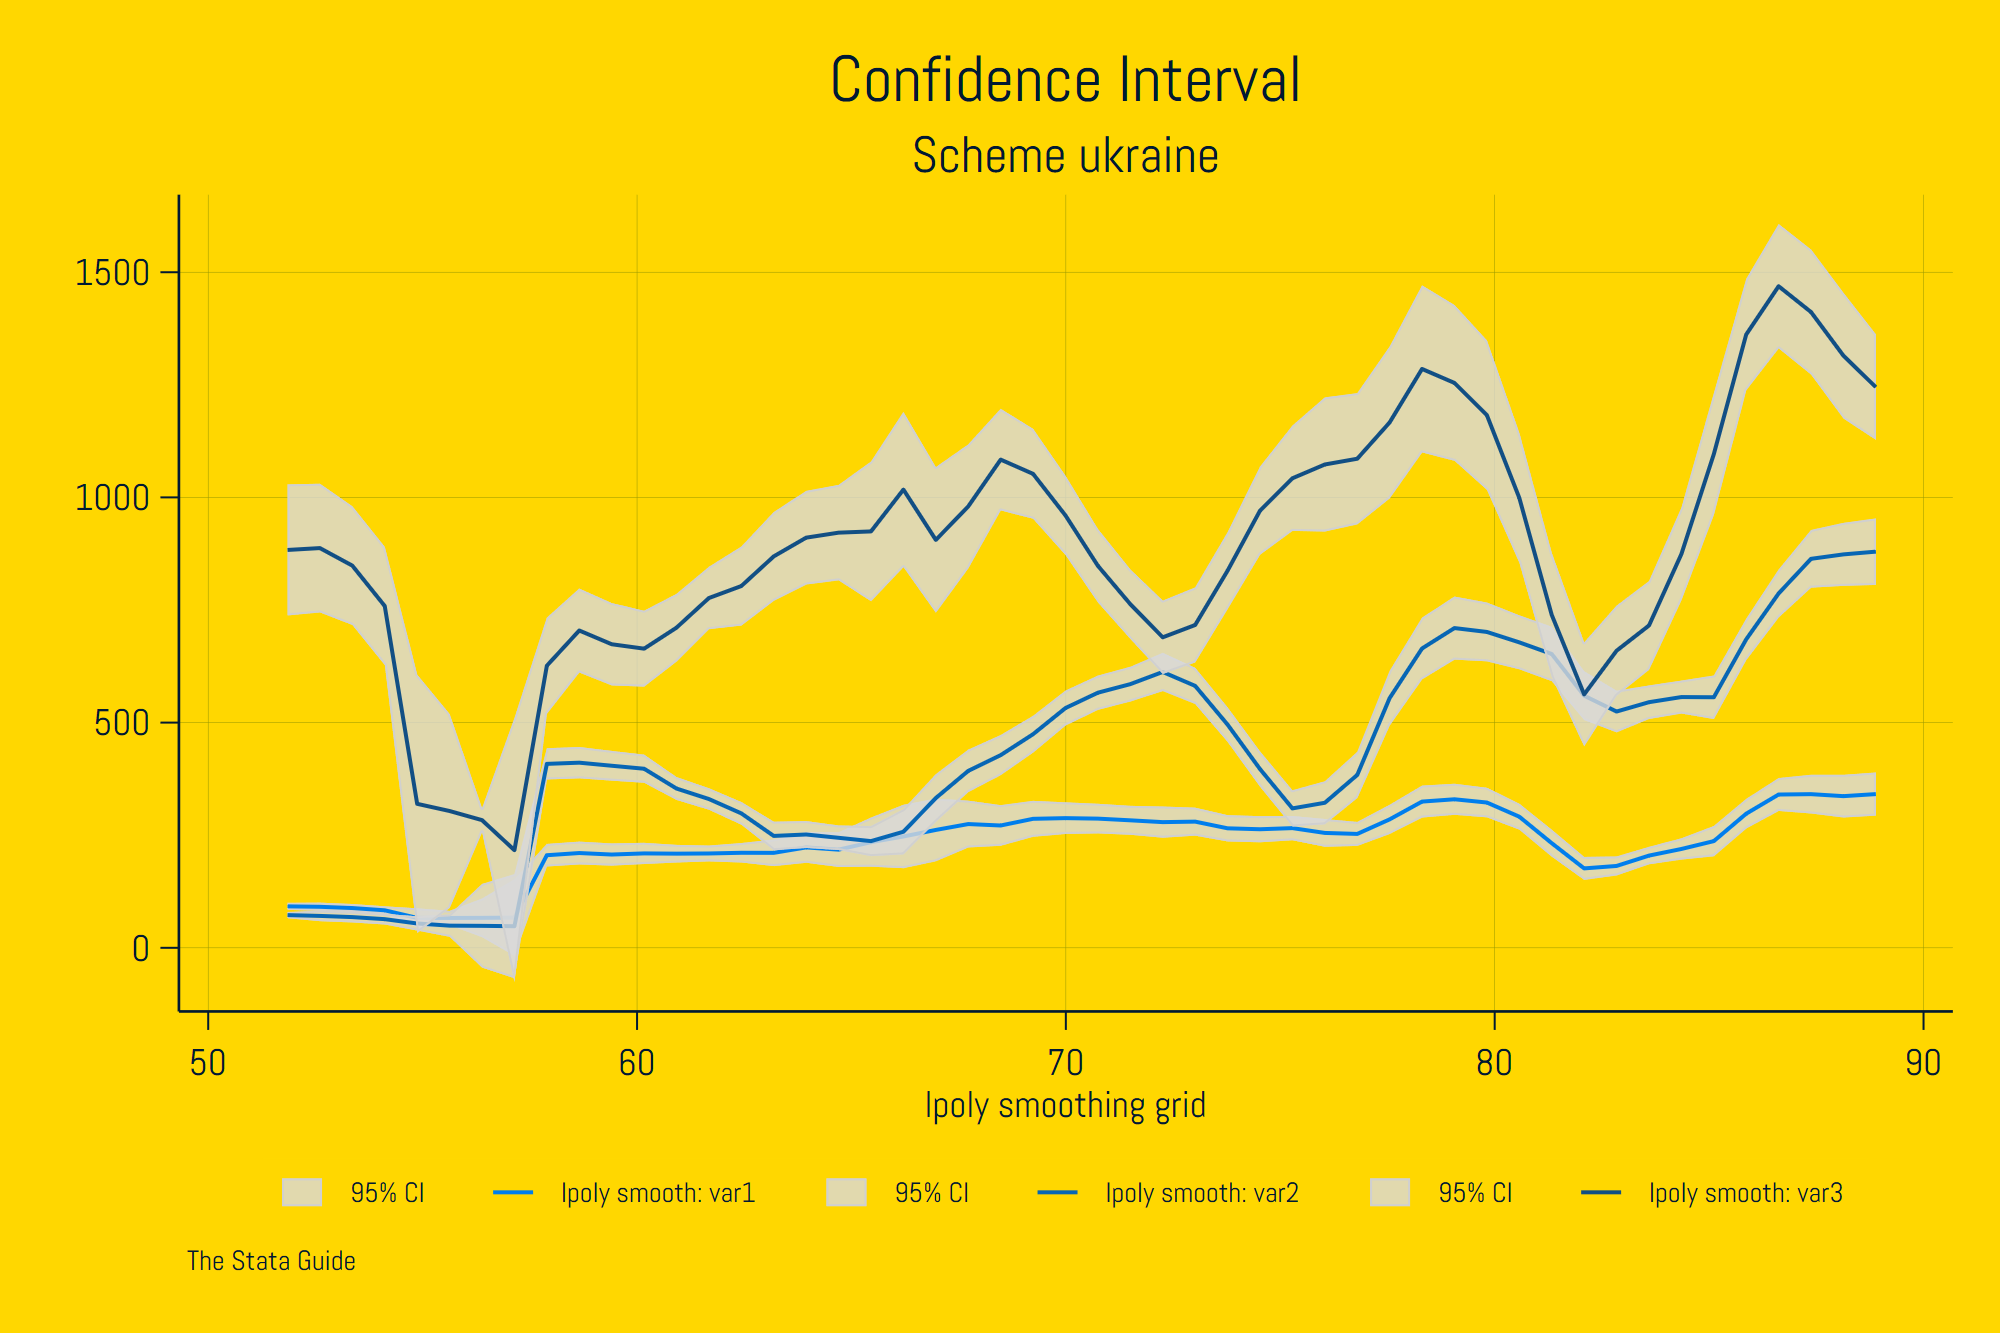 Confidence Interval
Scheme ukraine
1500
1000
500
0
50 60 70 80 90
lpoly smoothing grid
95% CI lpoly smooth: var1 95% CI lpoly smooth: var2 95% CI lpoly smooth: var3
The Stata Guide